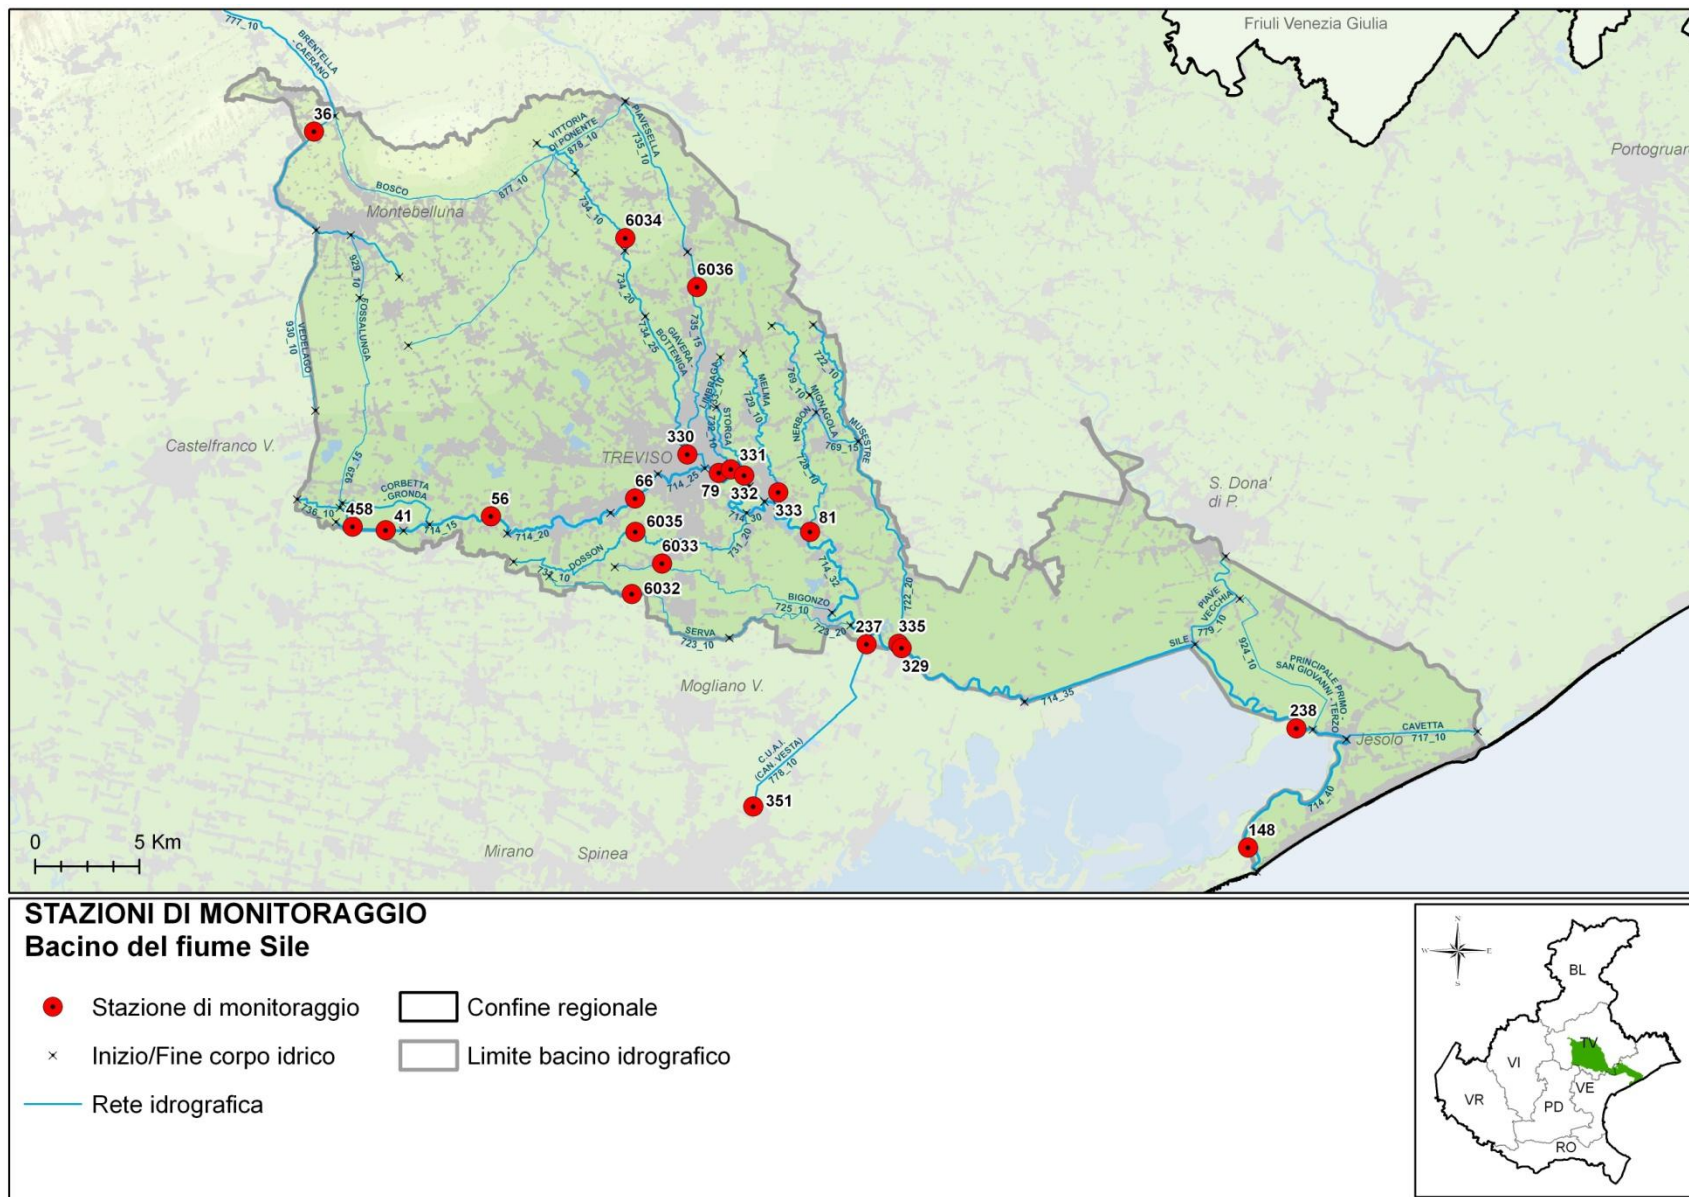 Friuli Venezia Giulia
777_10
BRENTELLA
- CAERANO
36
VITTORIA
DI PONENTE
878_10
PIAVESELLA
735_10
Portogruaro
BOSCO
877_10
Montebelluna
734_10
6034
929_10
FOSSALUNGA
6036
734_20
VEDELAGO
930_10
734_25
GIAVERA -
BOTTENIGA
735_15
722_10
LIMBRAGA
MELMA
729_10
769_10
MIGNAGOLA
STORGA
732_10
NERBON
728_10
769_15
MUSESTRE
Castelfranco V.
330
TREVISO
331
S. Dona'
di P.
929_15
CORBETTA
- GRONDA
714_25
79
332
736_10
458
41
56
66
333
81
714_15
714_20
6035
714_30
DOSSON
731_20
6033
714_32
731_10
6032
BIGONZO
725_10
722_20
PIAVE
VECCHIA
SERVA
723_10
723_20
237
335
SILE
779_10
924_10
329
PRINCIPALE PRIMO -
SAN GIOVANNI - TERZO
Mogliano V.
714_35
238
CAVETTA
717_10
Jesolo
C.U.A.I.
(CAN. VESTA)
778_10
351
714_40
0 5 Km
148
Mirano
Spinea
STAZIONI DI MONITORAGGIO
Bacino del fiume Sile
Stazione di monitoraggio
Confine regionale
Inizio/Fine corpo idrico
Limite bacino idrografico
Rete idrografica
N
W E
S
BL
TV
VI
VE
VR
PD
RO